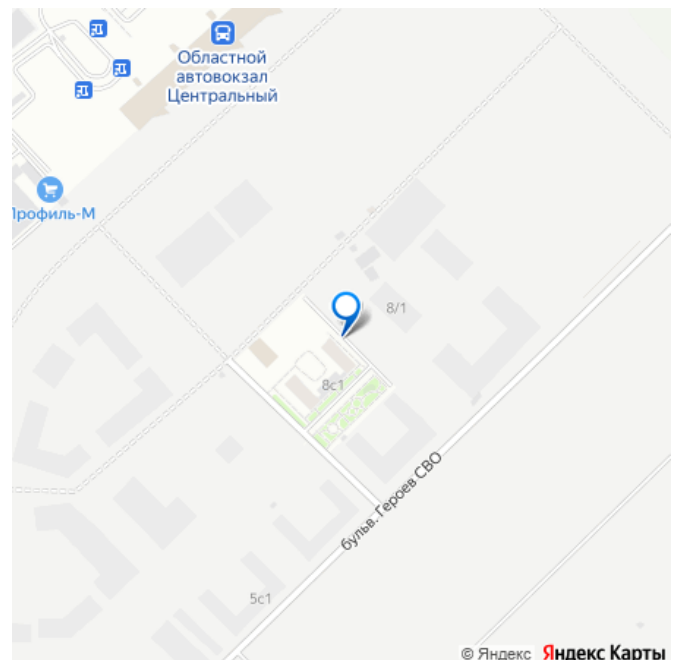 Областной
автовокзал
Центральный
Профиль-М
8/1
8с1
бульв. Героев СВО
5с1
© Яндекс Яндекс Карты